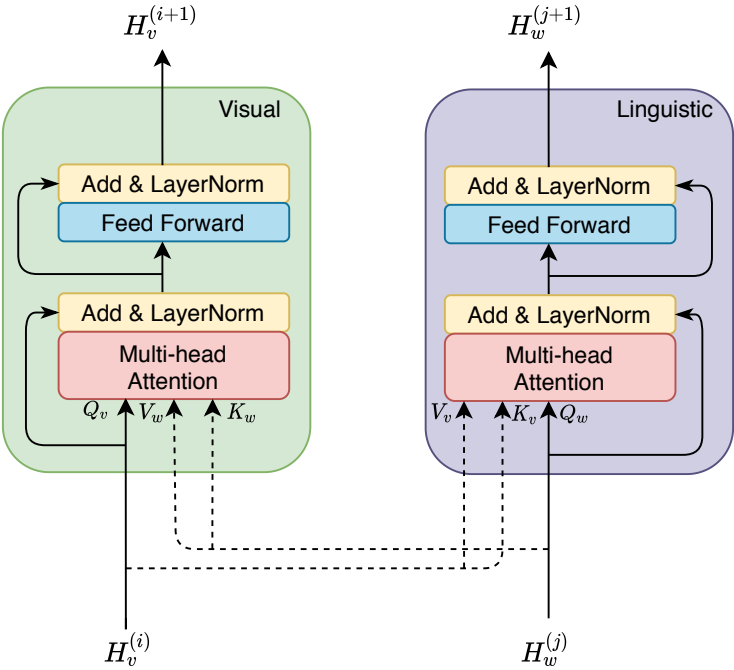 H_v^{(i+1)}
H_w^{(j+1)}
Visual
Add & LayerNorm
Feed Forward
Add & LayerNorm
Multi-head
Attention
Q_v V_w K_w
Linguistic
Add & LayerNorm
Feed Forward
Add & LayerNorm
Multi-head
Attention
V_v K_v Q_w
H_v^{(i)}
H_w^{(j)}